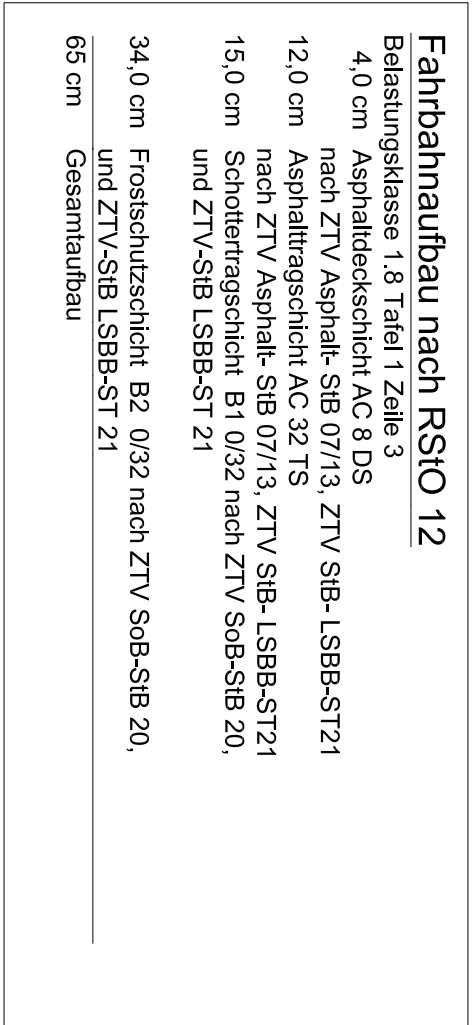 Fahrbahnaufbau nach RStO 12
Belastungsklasse 1.8 Tafel 1 Zeile 3
4,0 cm Asphaltdeckschicht AC 8 DS
nach ZTV Asphalt- StB 07/13, ZTV StB- LSBB-ST21
12,0 cm Asphalttragschicht AC 32 TS
nach ZTV Asphalt- StB 07/13, ZTV StB- LSBB-ST21
15,0 cm Schottertragschicht B1 0/32 nach ZTV SoB-StB 20,
und ZTV-StB LSBB-ST 21
34,0 cm Frostschutzschicht B2 0/32 nach ZTV SoB-StB 20,
und ZTV-StB LSBB-ST 21
65 cm Gesamtaufbau